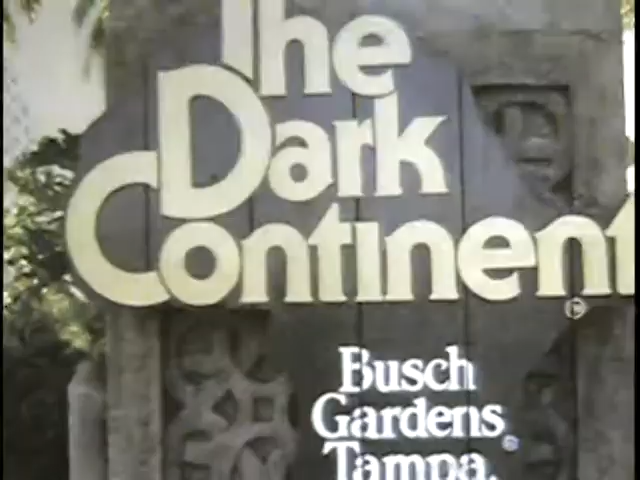 The
Dark
Continent
Busch
Gardens®
Tampa.